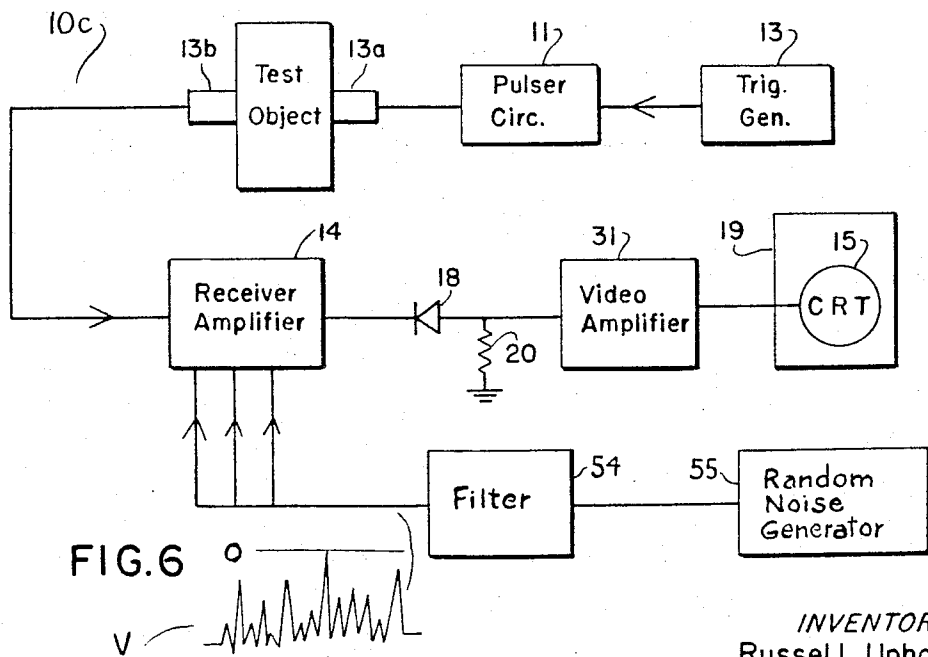 10c
13b
Test
Object
13a
11
Pulser
Circ.
13
Trig.
Gen.
14
Receiver
Amplifier
18
20
31
Video
Amplifier
19
15
CRT
54
Filter
55
Random
Noise
Generator
FIG.6
O
V
INVENTOR
Russell